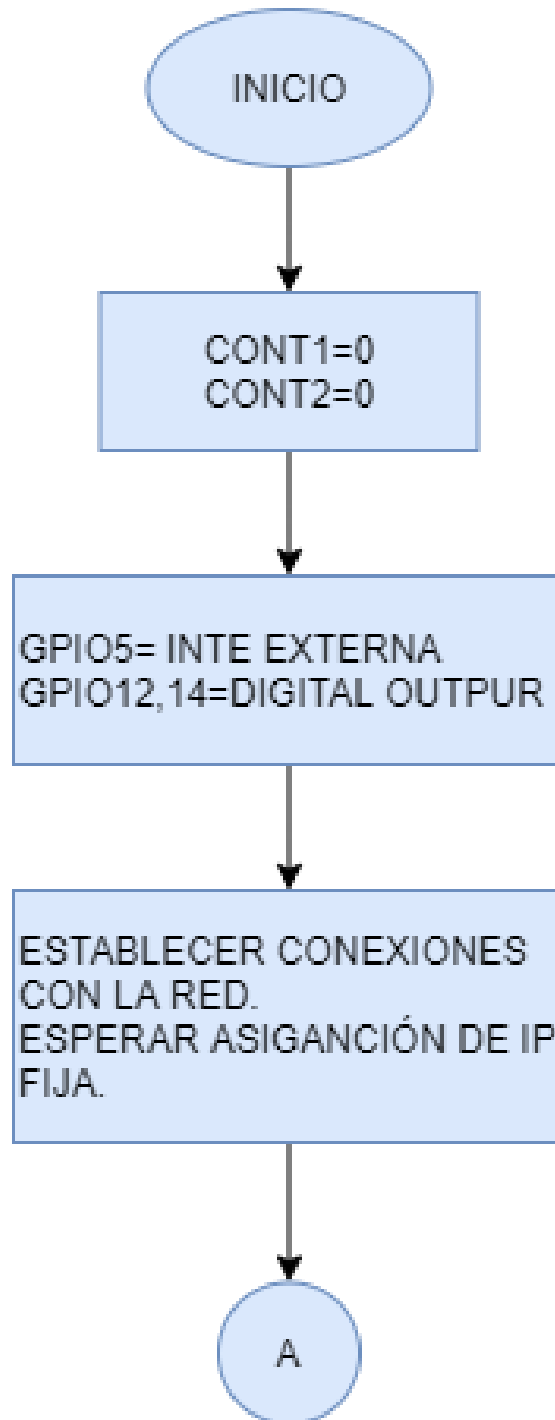 INICIO
CONT1=0
CONT2=0
GPIO5= INTE EXTERNA
GPIO12,14=DIGITAL OUTPUR
ESTABLECER CONEXIONES
CON LA RED.
ESPERAR ASIGANCIÓN DE IP
FIJA.
A